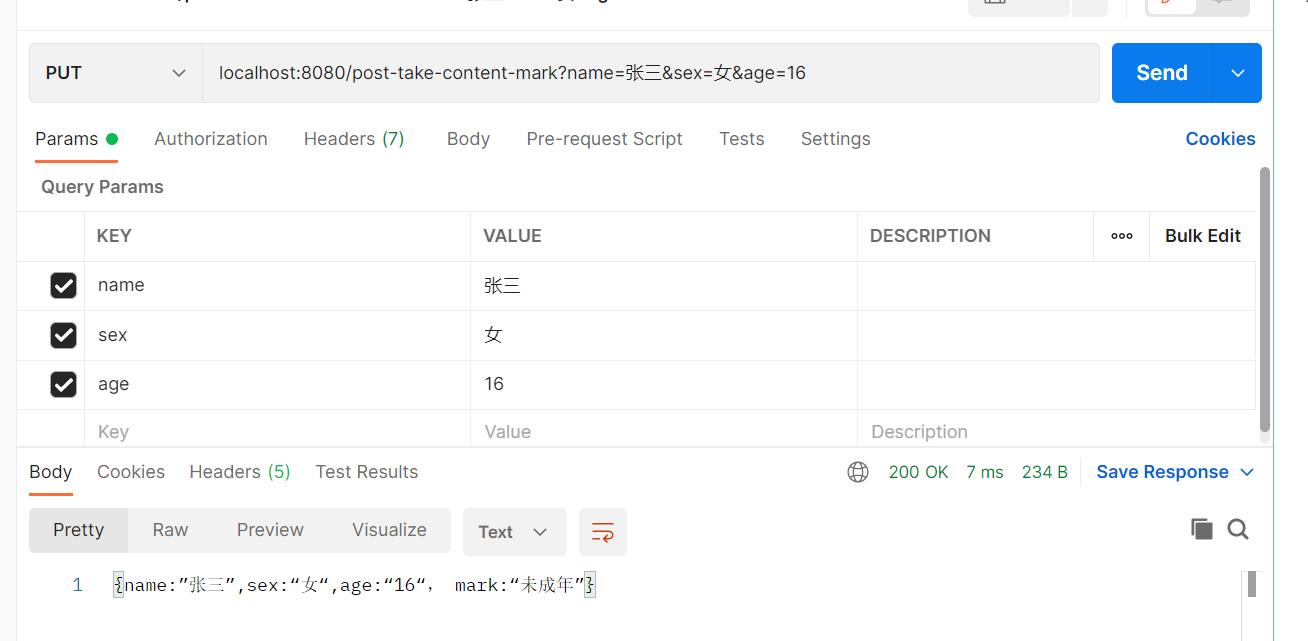 PUT
localhost:8080/post-take-content-mark?name=张三&sex=女&age=16
Send
Params Authorization Headers (7) Body Pre-request Script Tests Settings Cookies
Query Params
KEY VALUE DESCRIPTION ooo Bulk Edit
name 张三
sex 女
age 16
Key Value Description
Body Cookies Headers (5) Test Results 200 OK 7 ms 234 B Save Response
Pretty Raw Preview Visualize Text
1 {name:”张三”,sex:“女“,age:“16“， mark:“未成年”}